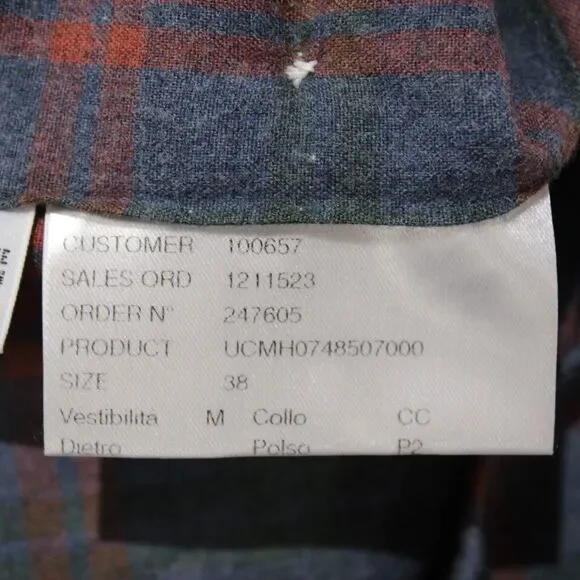 CUSTOMER 100657
SALES ORD 1211523
ORDER N° 247605
PRODUCT UCMH0748507000
SIZE 38
Vestibilita M Collo CC
Dietro Polso P2